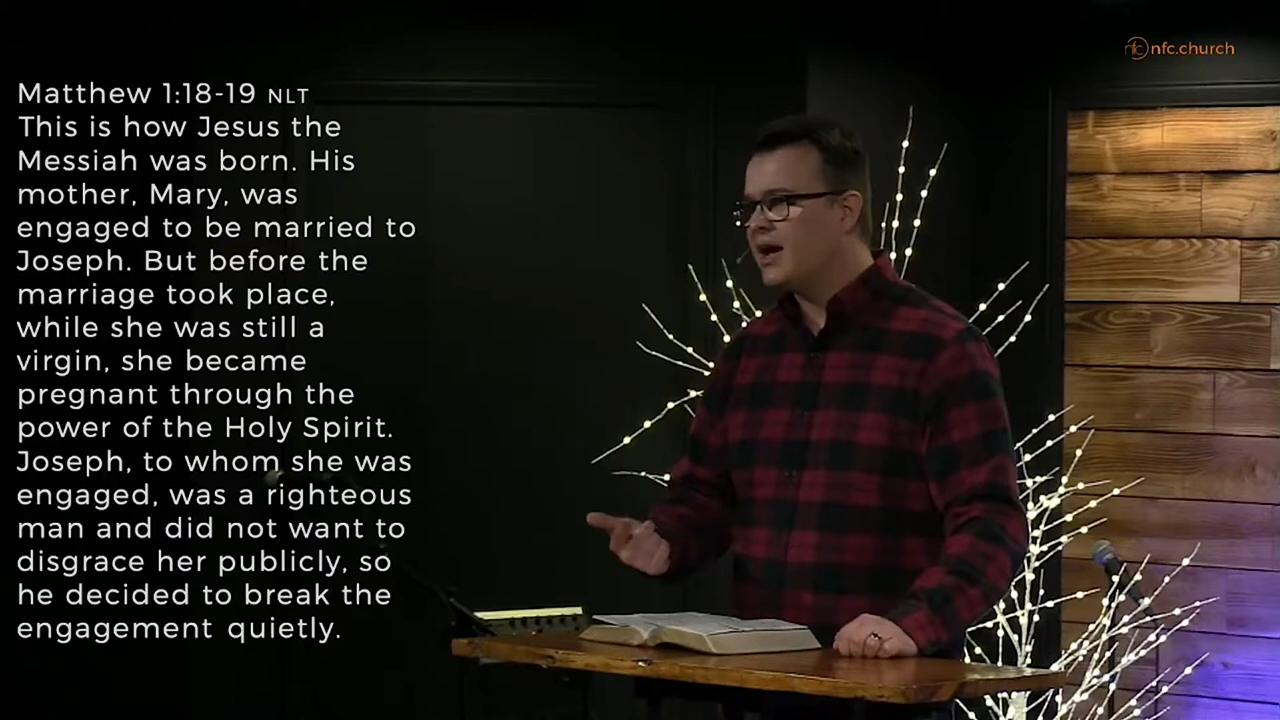 nfc.church
Matthew 1:18-19 NLT
This is how Jesus the
Messiah was born. His
mother, Mary, was
engaged to be married to
Joseph. But before the
marriage took place,
while she was still a
virgin, she became
pregnant through the
power of the Holy Spirit.
Joseph, to whom she was
engaged, was a righteous
man and did not want to
disgrace her publicly, so
he decided to break the
engagement quietly.